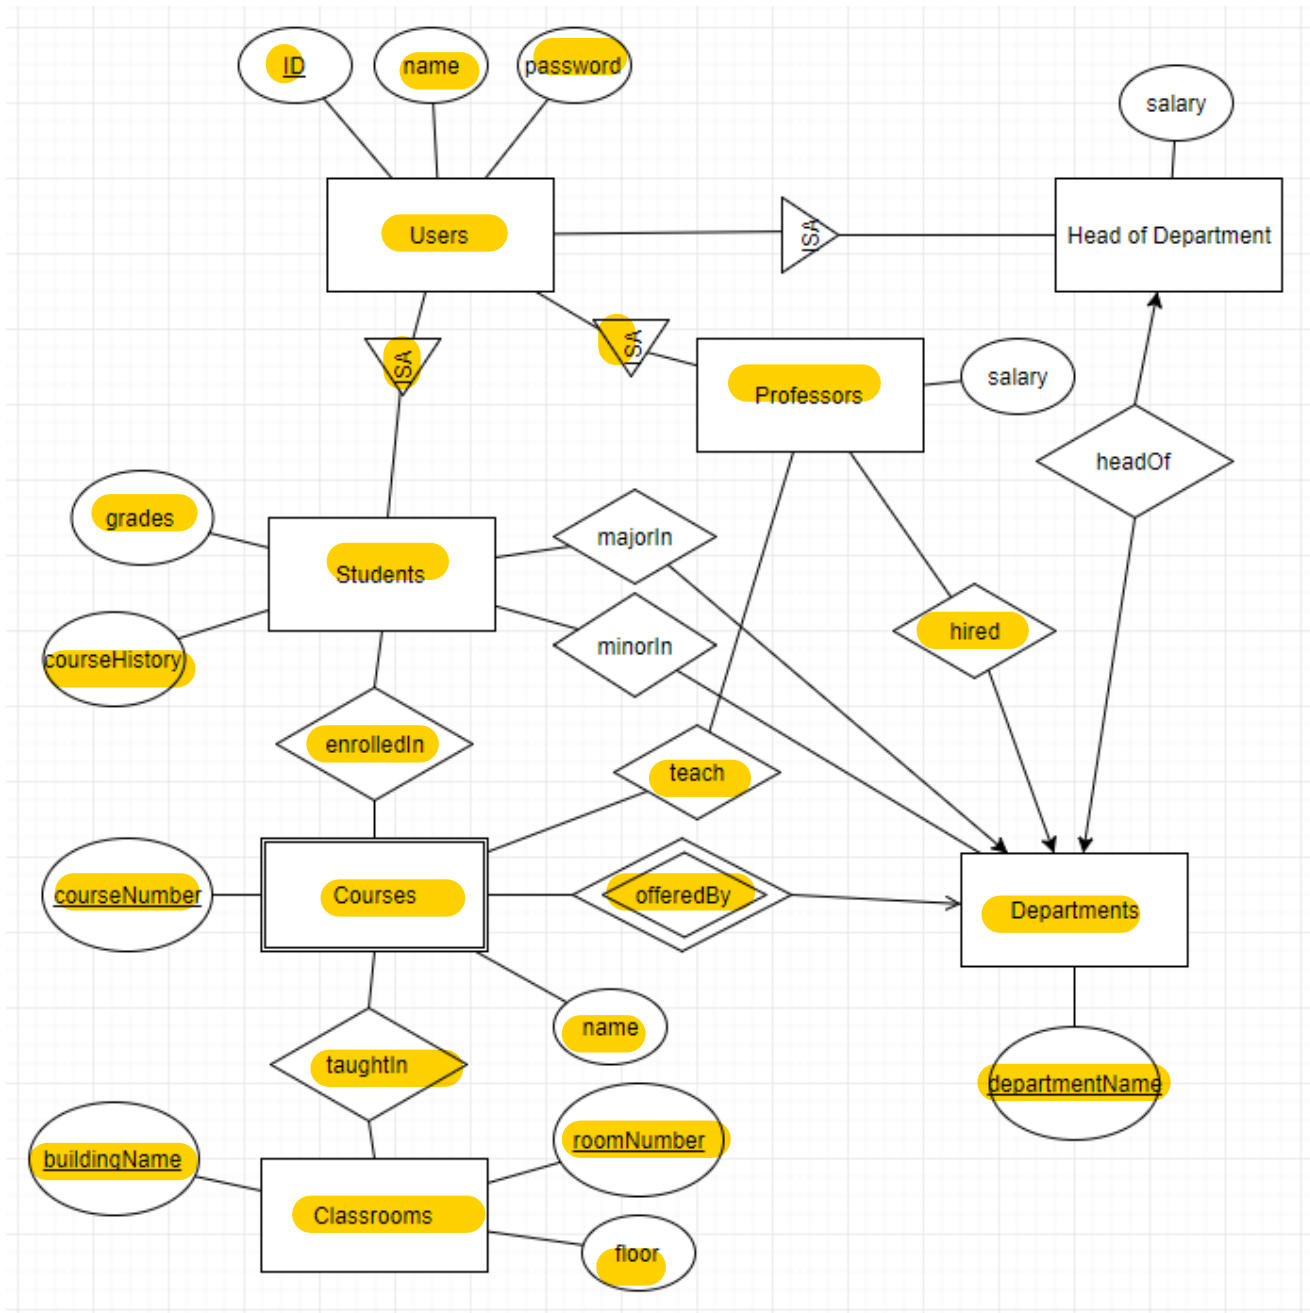 ID
name
password
salary
Users
ISA
Head of Department
ISA
ISA
Professors
salary
headOf
grades
majorIn
Students
minorIn
hired
courseHistory
enrolledIn
teach
courseNumber
Courses
offeredBy
Departments
name
taughtIn
departmentName
roomNumber
buildingName
Classrooms
floor